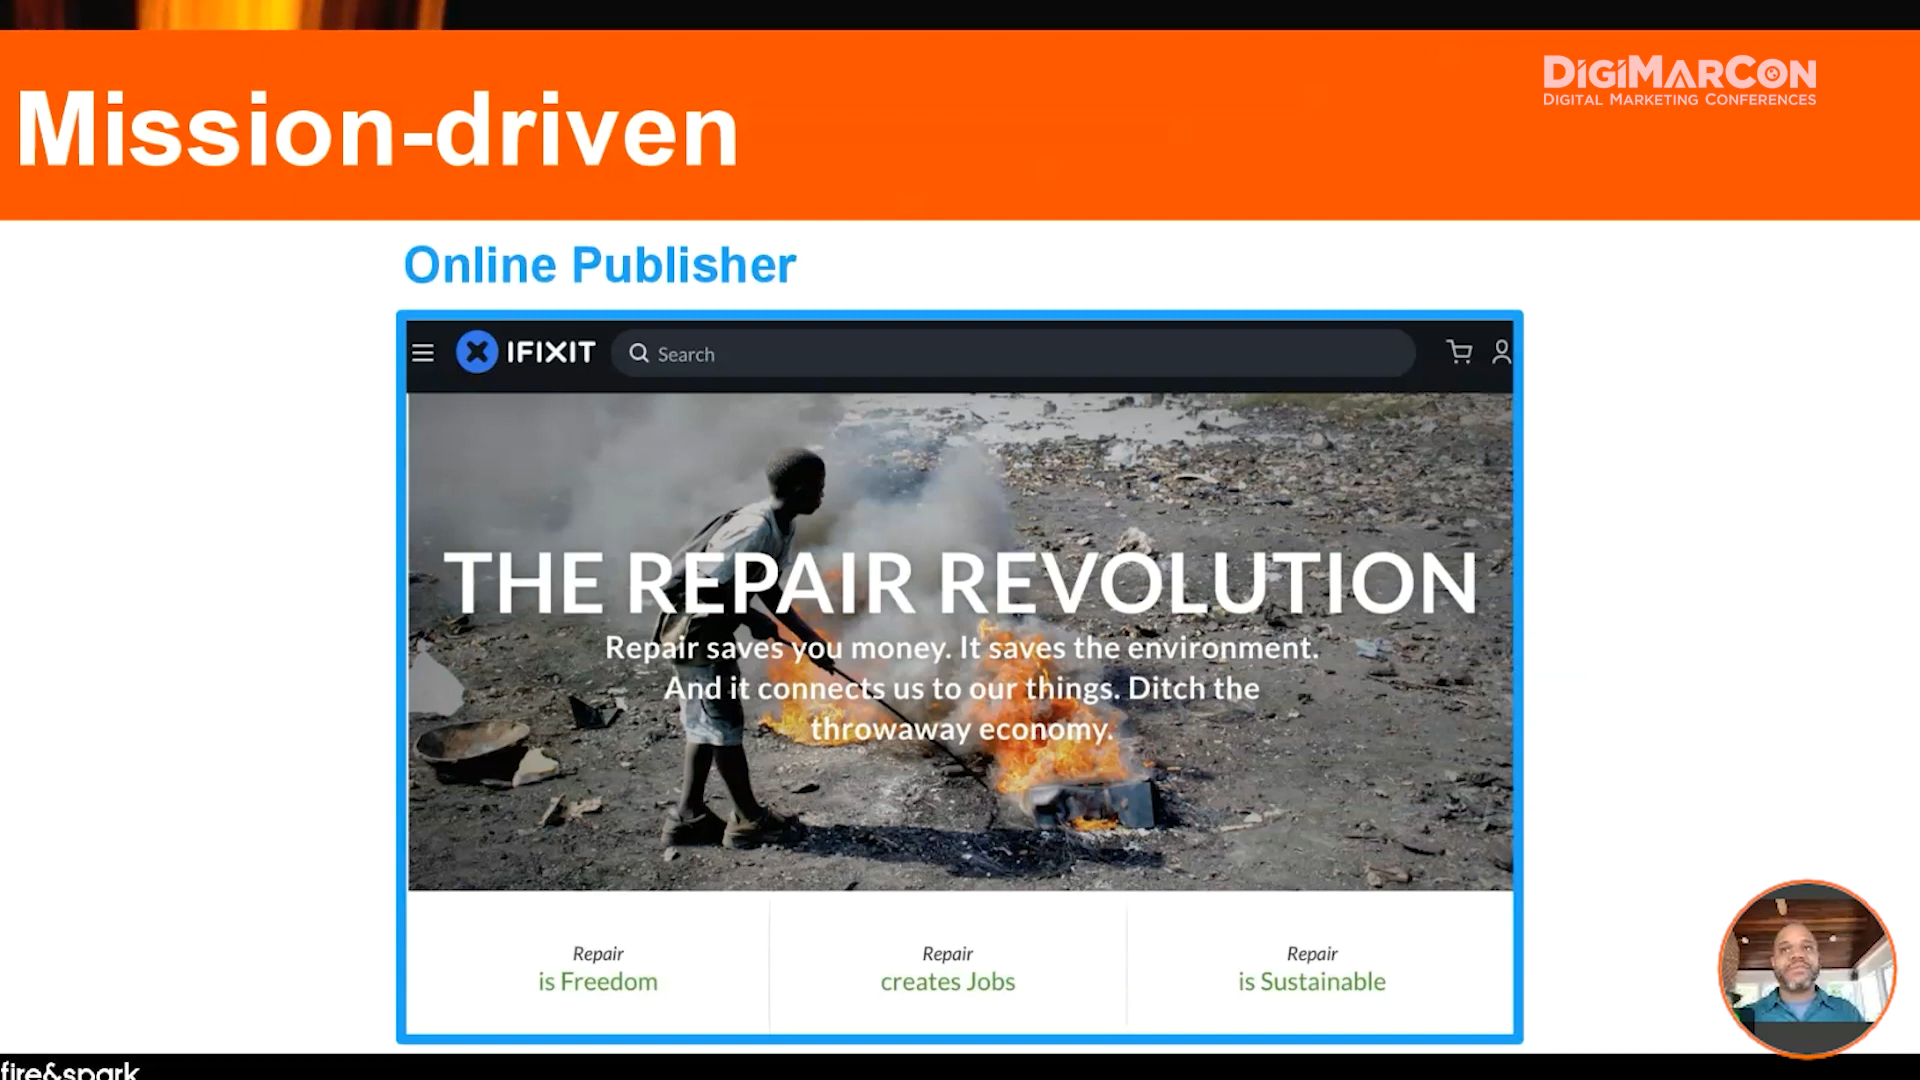 DIGIMARCON
DIGITAL MARKETING CONFERENCES
Mission-driven
Online Publisher
IFIXIT
Search
THE REPAIR REVOLUTION
Repair saves you money. It saves the environment.
And it connects us to our things. Ditch the
throwaway economy.
Repair
is Freedom
Repair
creates Jobs
Repair
is Sustainable
fire&spark